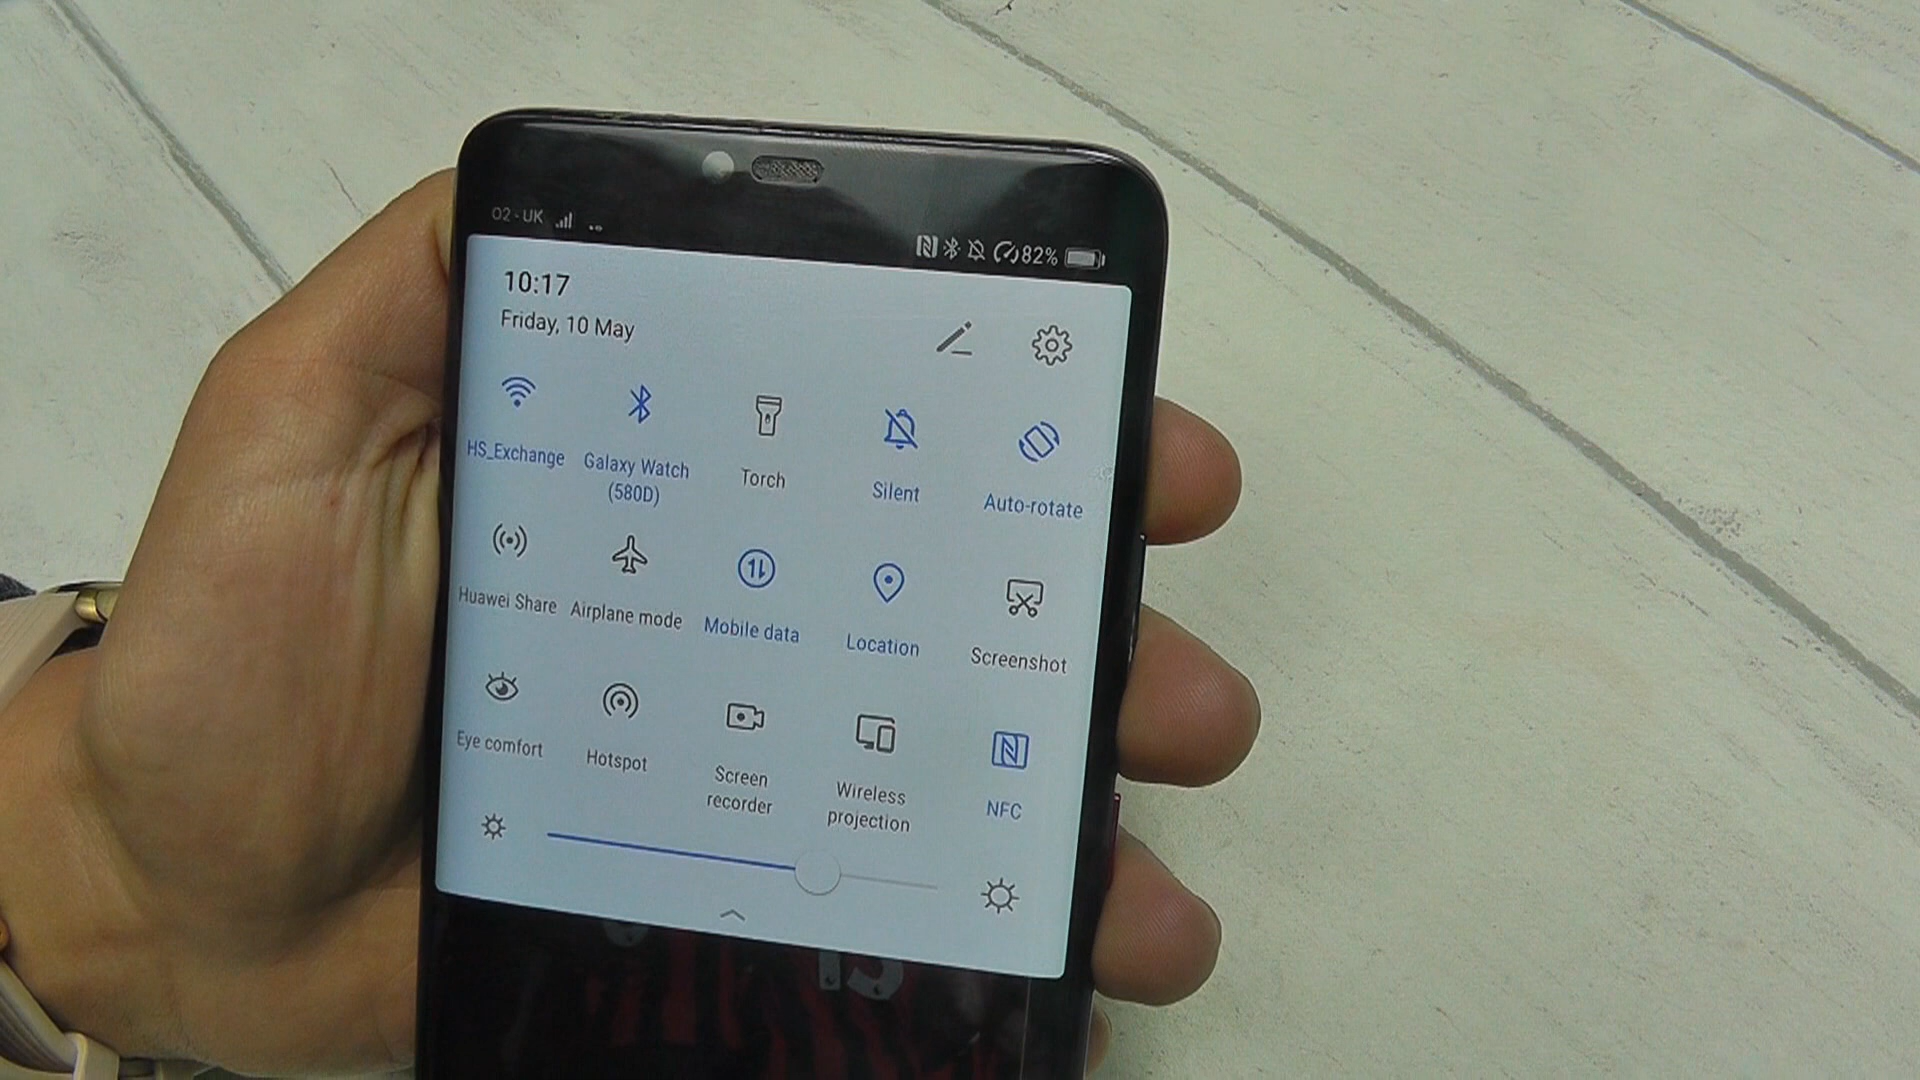 O2 - UK
82%
10:17
Friday, 10 May
HS_Exchange
Galaxy Watch
(580D)
Torch
Silent
Auto-rotate
Huawei Share
Airplane mode
Mobile data
Location
Screenshot
Eye comfort
Hotspot
Screen
recorder
Wireless
projection
NFC